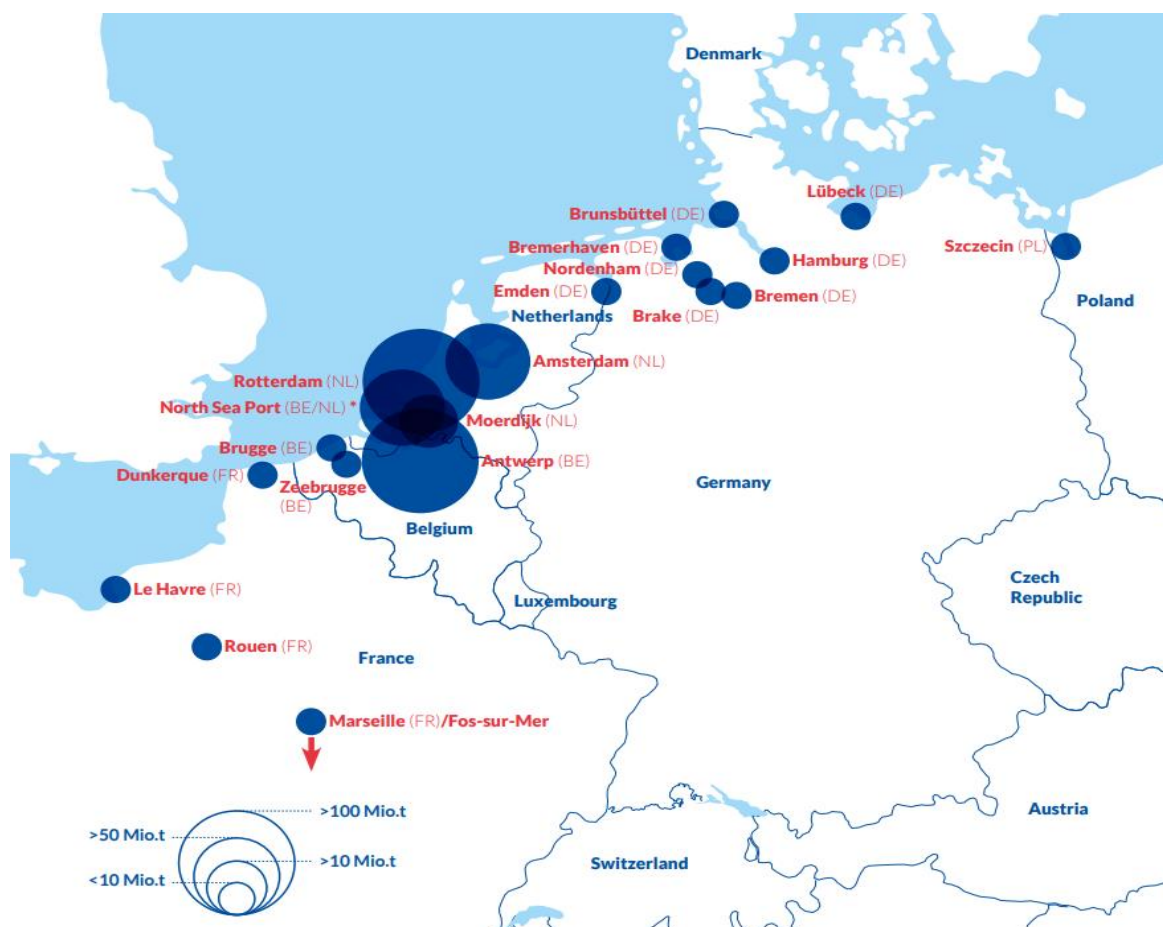 Denmark
Lübeck (DE)
Brunsbüttel (DE)
Bremerhaven (DE)
Szczecin (PL)
Hamburg (DE)
Nordenham (DE)
Emden (DE)
Bremen (DE)
Poland
Netherlands
Brake (DE)
Amsterdam (NL)
Rotterdam (NL)
North Sea Port (BE/NL) *
Moerdijk (NL)
Brugge (BE)
Antwerp (BE)
Dunkerque (FR)
Zeebrugge
(BE)
Germany
Belgium
Czech
Republic
Le Havre (FR)
Luxembourg
Rouen (FR)
France
Marseille (FR)/Fos-sur-Mer
>100 Mio.t
>50 Mio.t
>10 Mio.t
<10 Mio.t
Austria
Switzerland